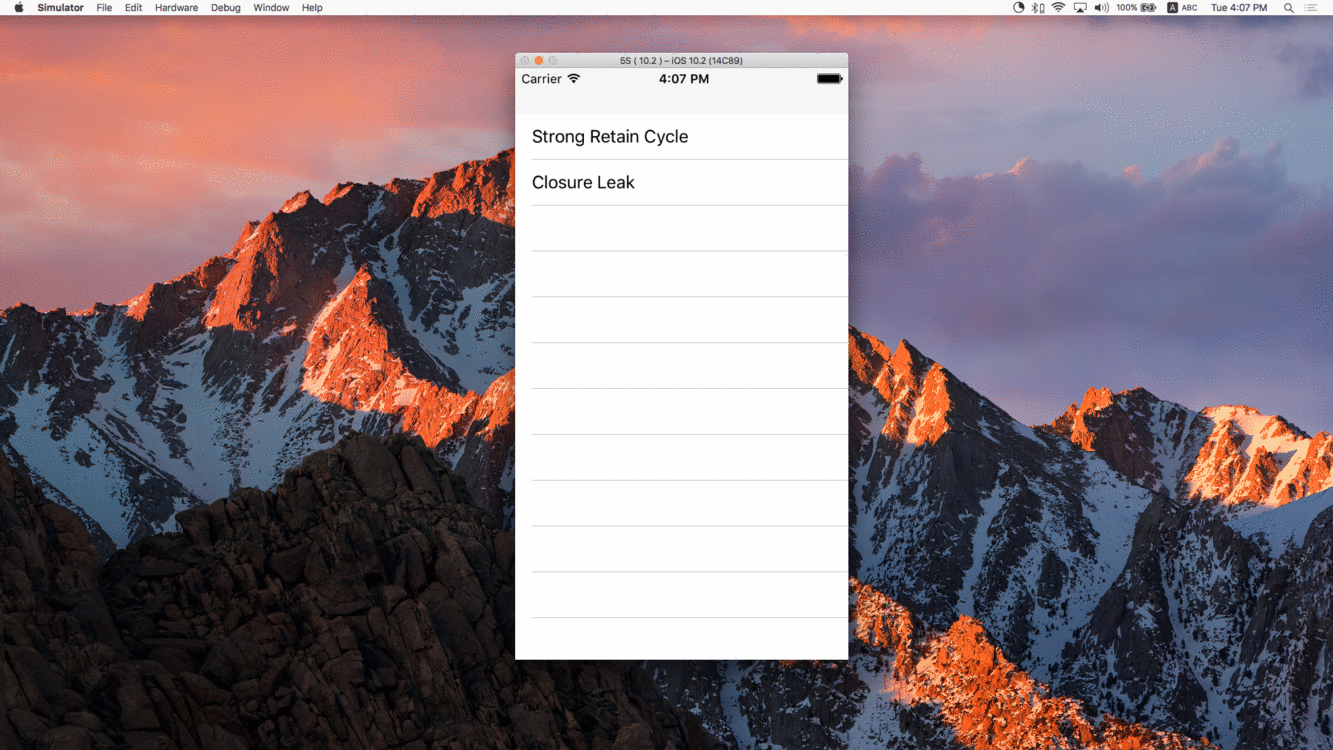 Simulator File Edit Hardware Debug Window Help 100% A ABC Tue 4:07 PM
5S ( 10.2 ) – iOS 10.2 (14C89)
Carrier 4:07 PM
Strong Retain Cycle
Closure Leak